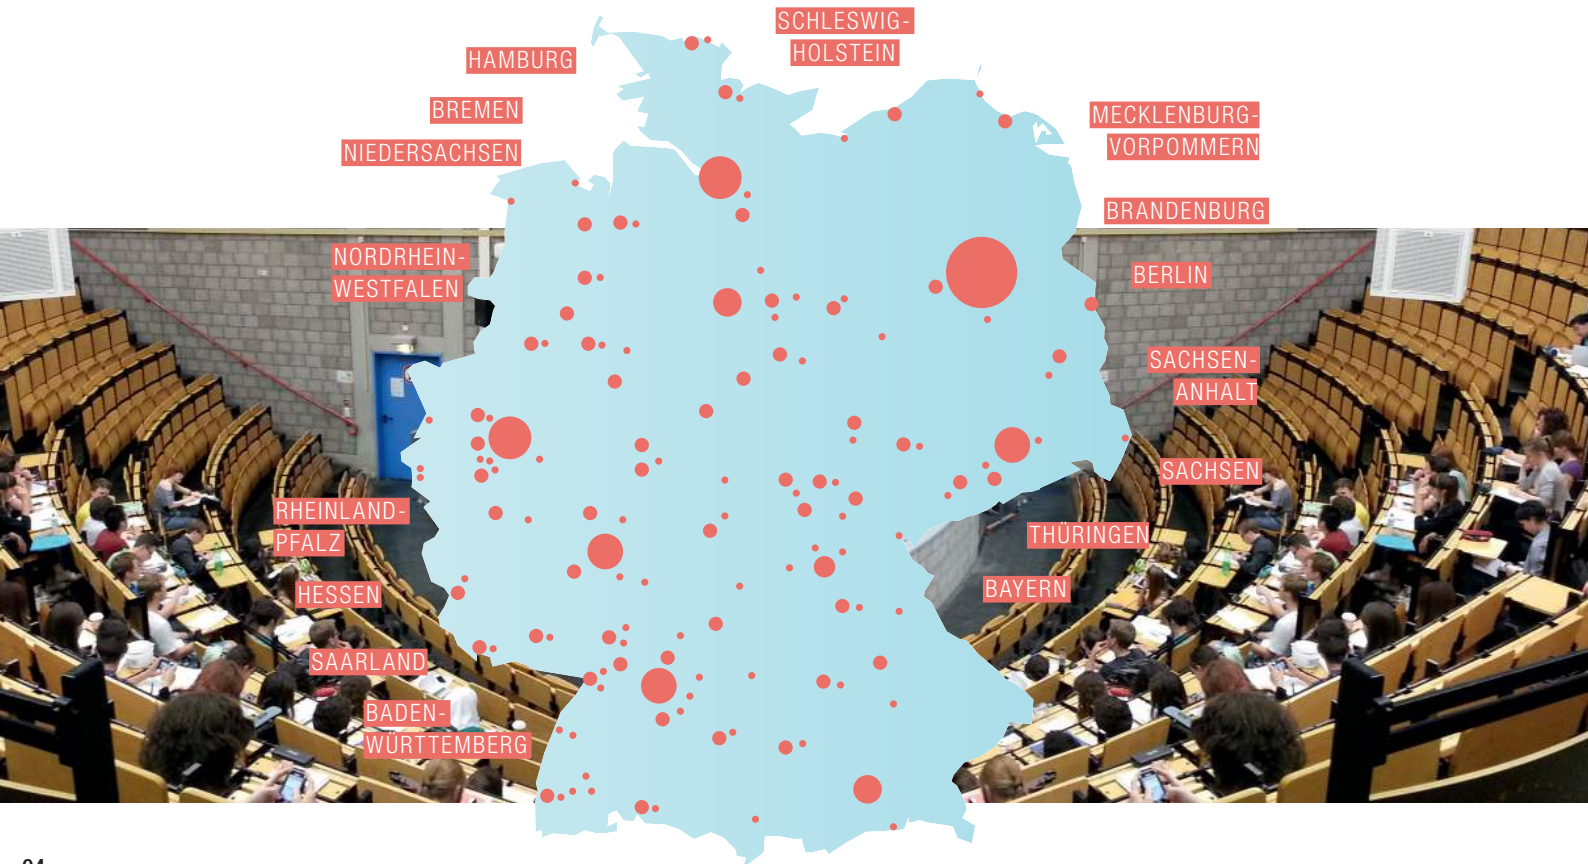 SCHLESWIG-
HOLSTEIN
HAMBURG
BREMEN
NIEDERSACHSEN
MECKLENBURG-
VORPOMMERN
BRANDENBURG
NORDRHEIN-
WESTFALEN
BERLIN
SACHSEN-
ANHALT
SACHSEN
RHEINLAND-
PFALZ
THÜRINGEN
HESSEN
BAYERN
SAARLAND
BADEN-
WÜRTTEMBERG